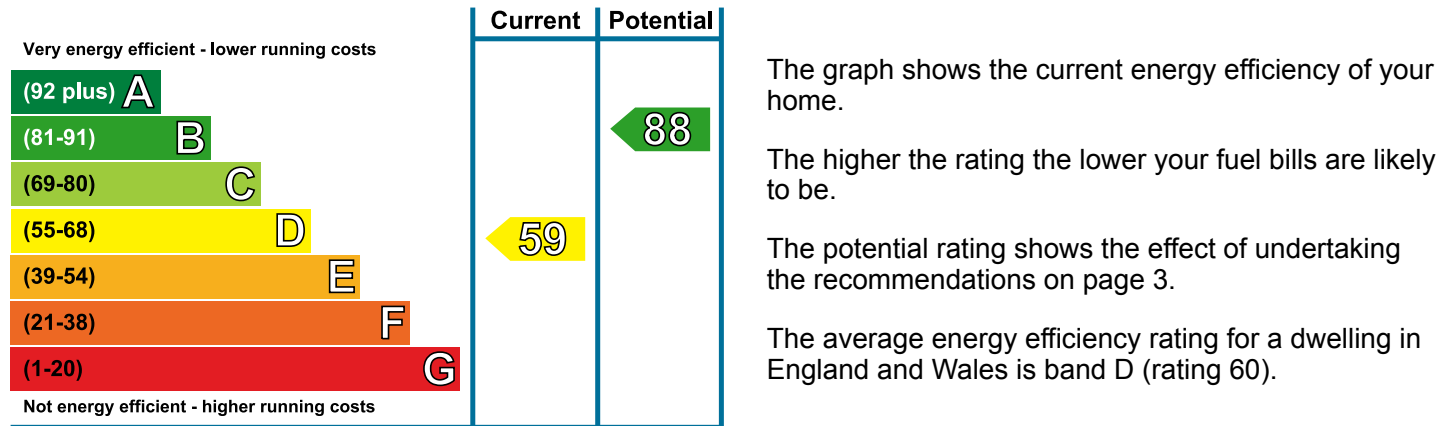 Current Potential
Very energy efficient - lower running costs
(92 plus) A
(81-91) B
88
(69-80) C
(55-68) D
59
(39-54) E
(21-38) F
(1-20) G
Not energy efficient - higher running costs
The graph shows the current energy efficiency of your
home.
The higher the rating the lower your fuel bills are likely
to be.
The potential rating shows the effect of undertaking
the recommendations on page 3.
The average energy efficiency rating for a dwelling in
England and Wales is band D (rating 60).